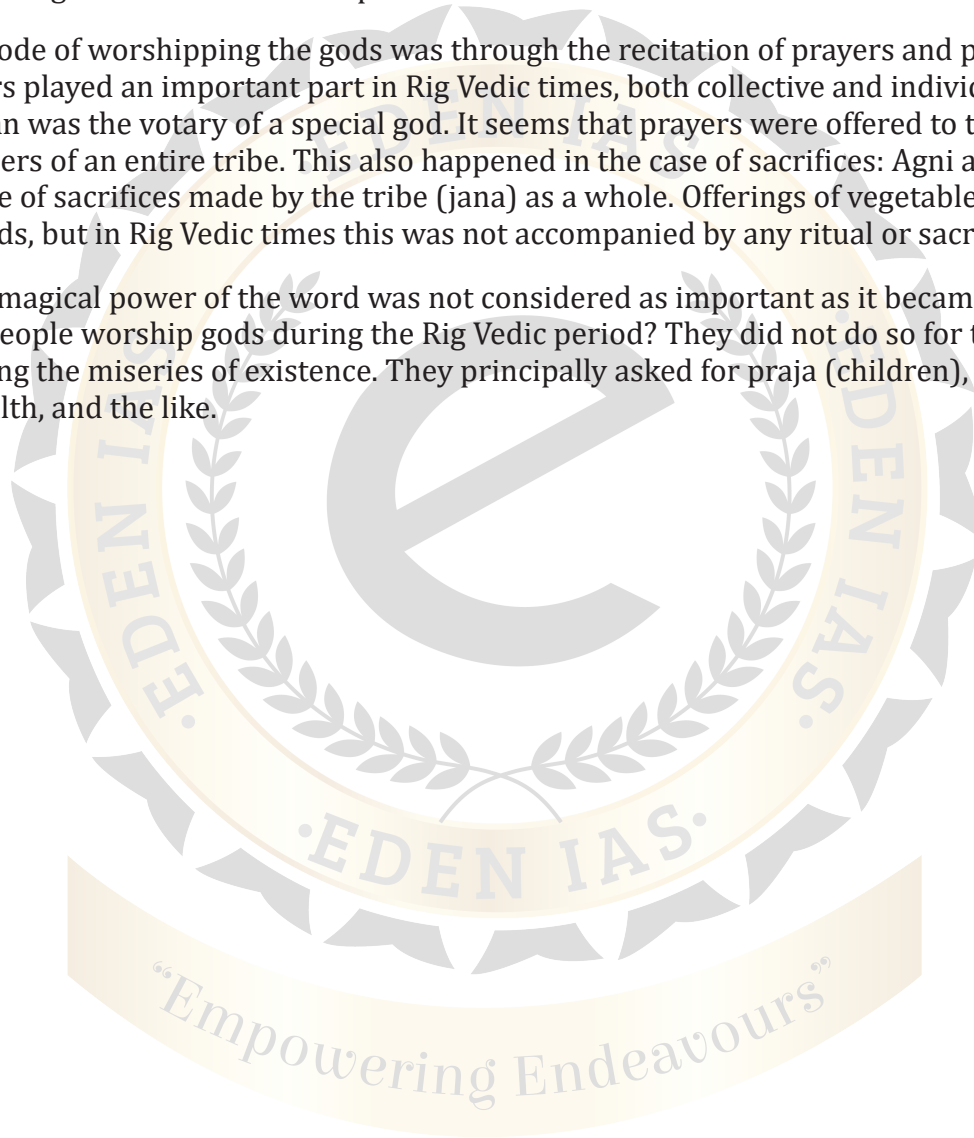 ode of worshipping the gods was through the recitation of prayers and p
rs played an important part in Rig Vedic times, both collective and individ
an was the votary of a special god. It seems that prayers were offered to t
ers of an entire tribe. This also happened in the case of sacrifices: Agni a
e of sacrifices made by the tribe (jana) as a whole. Offerings of vegetable
ds, but in Rig Vedic times this was not accompanied by any ritual or sacr
magical power of the word was not considered as important as it becam
eople worship gods during the Rig Vedic period? They did not do so for t
ng the miseries of existence. They principally asked for praja (children),
lth, and the like.
EDEN IAS
·EDEN IAS·
·EDEN IAS·
·EDEN IAS·
e
"Empowering Endeavours"